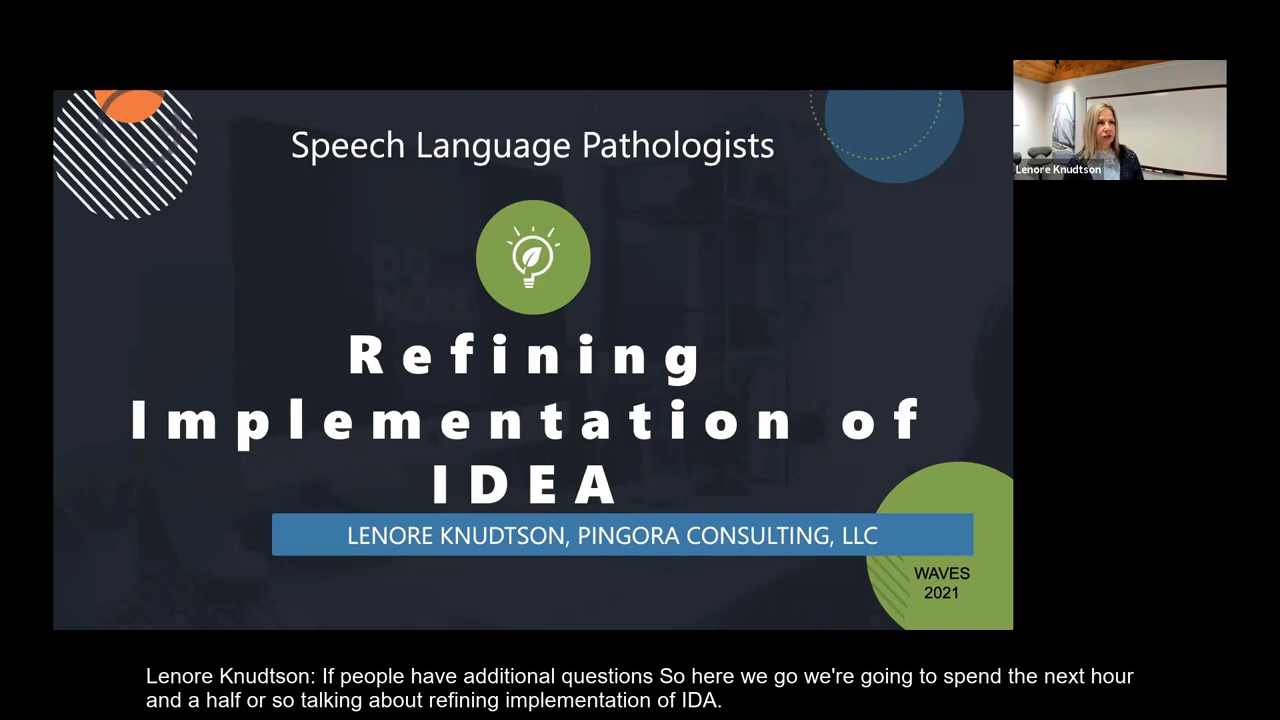 Speech Language Pathologists
Lenore Knudtson
DO
MORE
Refining
Implementation of
IDEA
LENORE KNUDTSON, PINGORA CONSULTING, LLC
WAVES
2021
Lenore Knudtson: If people have additional questions So here we go we're going to spend the next hour
and a half or so talking about refining implementation of IDA.